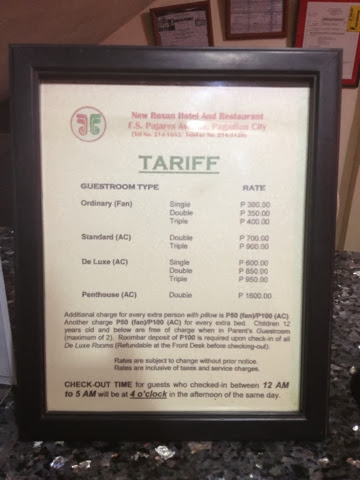 New Roxan Hotel And Restaurant
F.S. Pajares Avenue, Pagadian City
TARIFF
GUESTROOM TYPE RATE
Ordinary (Fan) Single P 300.00
Double P 350.00
Triple P 400.00
Standard (AC) Double P 700.00
Triple P 900.00
De Luxe (AC) Single P 600.00
Double P 850.00
Triple P 950.00
Penthouse (AC) Double P 1600.00
Additional charge for every extra person with pillow is P50 (fan)/P100 (AC)
Another charge P50 (fan)/P100 (AC) for every extra bed. Children 12
years old and below are free of charge when in Parent's Guestroom
(maximum of 2). Roombar deposit of P100 is required upon check-in of all
De Luxe Rooms (Refundable at the Front Desk before checking-out).
Rates are subject to change without prior notice.
Rates are inclusive of taxes and service charges.
CHECK-OUT TIME for guests who checked-in between 12 AM
to 5 AM will be at 4 o'clock in the afternoon of the same day.